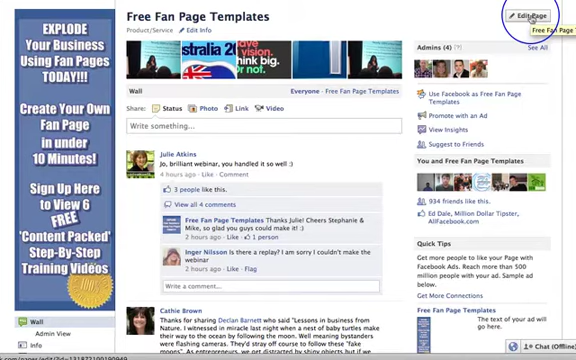 EXPLODE
Your Business
Using Fan Pages
TODAY!!!
Create Your Own
Fan Page
in under
10 Minutes!
Sign Up Here
to View 6
FREE
'Content Packed'
Step-By-Step
Training Videos
Wall
Admin View
Info
Free Fan Page Templates
Product/Service
Edit Info
Wall
Everyone · Free Fan Page Templates
Share: Status Photo Link Video
Write something...
Julie Atkins
Jo, brilliant webinar, you handled it so well :)
4 hours ago · Like · Comment
3 people like this.
View all 4 comments
Free Fan Page Templates Thanks Julie! Cheers Stephanie &
Mike, so glad you guys could make it! :)
2 hours ago · Like · 1 person
Inger Nilsson Is there a replay? I am sorry I couldn't make the
webinar
2 hours ago · Like · Flag
Write a comment...
Cathie Brown
Thanks for sharing Declan Barnett who said "Lessons in business from
Nature. I witnessed in miracle last night when a nest of baby turtles make
their way to the ocean by following the moon. Well meaning bystanders
were flashing cameras and
moons". As entrepreneurs, we get distracted by shiny objects but if we
Edit Page
Free Fan Page
Admins (4) (?) See All
Use Facebook as Free Fan Page
Templates
Promote with an Ad
View Insights
Suggest to Friends
You and Free Fan Page Templates
934 friends like this.
Ed Dale, Million Dollar Tipster,
AllFacebook.com
Quick Tips
Get more people to like your Page with
Facebook Ads. Reach more than 500
million people with your ad. Sample ad
below.
Get More Connections
Free Fan Page Templates
The text of your ad
will go here.
Chat (Offline)